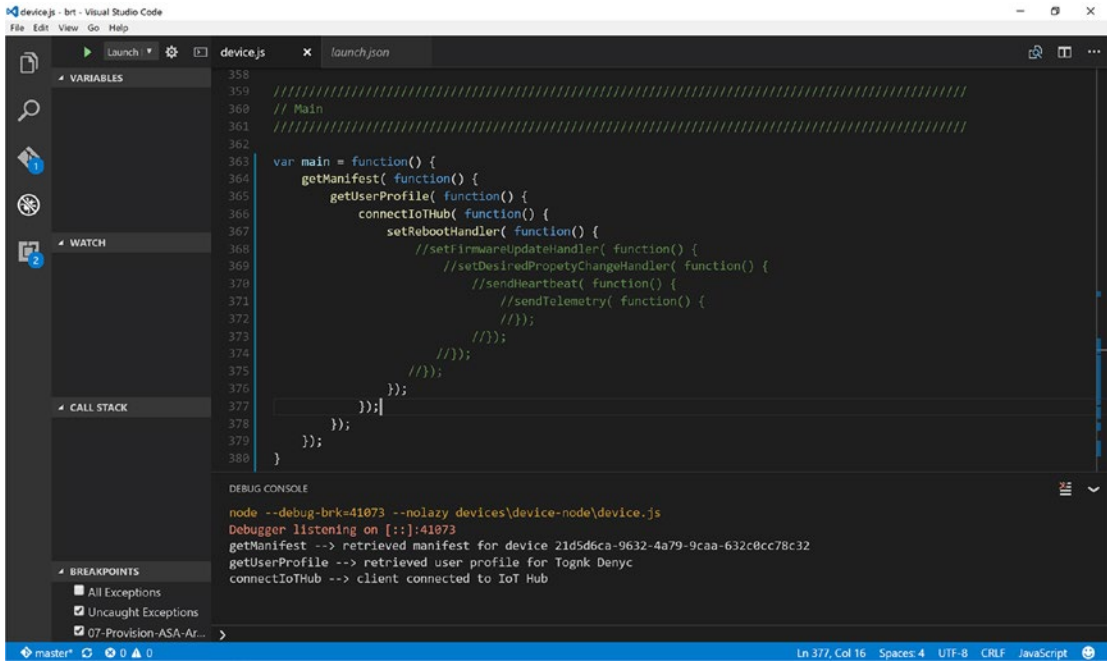 device.js - brt - Visual Studio Code
File Edit View Go Help
Launch
device.js × launch.json
VARIABLES
WATCH
CALL STACK
BREAKPOINTS
All Exceptions
Uncaught Exceptions
07-Provision-ASA-Ar...
1
2
358
359 ////////////////////////////////////////////////////////////////////////////////////////////////////
360 // Main
361 ////////////////////////////////////////////////////////////////////////////////////////////////////
362
363 var main = function() {
364 getManifest( function() {
365 getUserProfile( function() {
366 connectIoTHub( function() {
367 setRebootHandler( function() {
368 //setFirmwareUpdateHandler( function() {
369 //setDesiredPropetyChangeHandler( function() {
370 //sendHeartbeat( function() {
371 //sendTelemetry( function() {
372 //});
373 //});
374 //});
375 //});
376 });
377 });
378 });
379 });
380 }
DEBUG CONSOLE
node --debug-brk=41073 --nolazy devices\device-node\device.js
Debugger listening on [::]:41073
getManifest --> retrieved manifest for device 21d5d6ca-9632-4a79-9caa-632c0cc78c32
getUserProfile --> retrieved user profile for Tognk Denyc
connectIoTHub --> client connected to IoT Hub
master* 0 0 Ln 377, Col 16 Spaces: 4 UTF-8 CRLF JavaScript